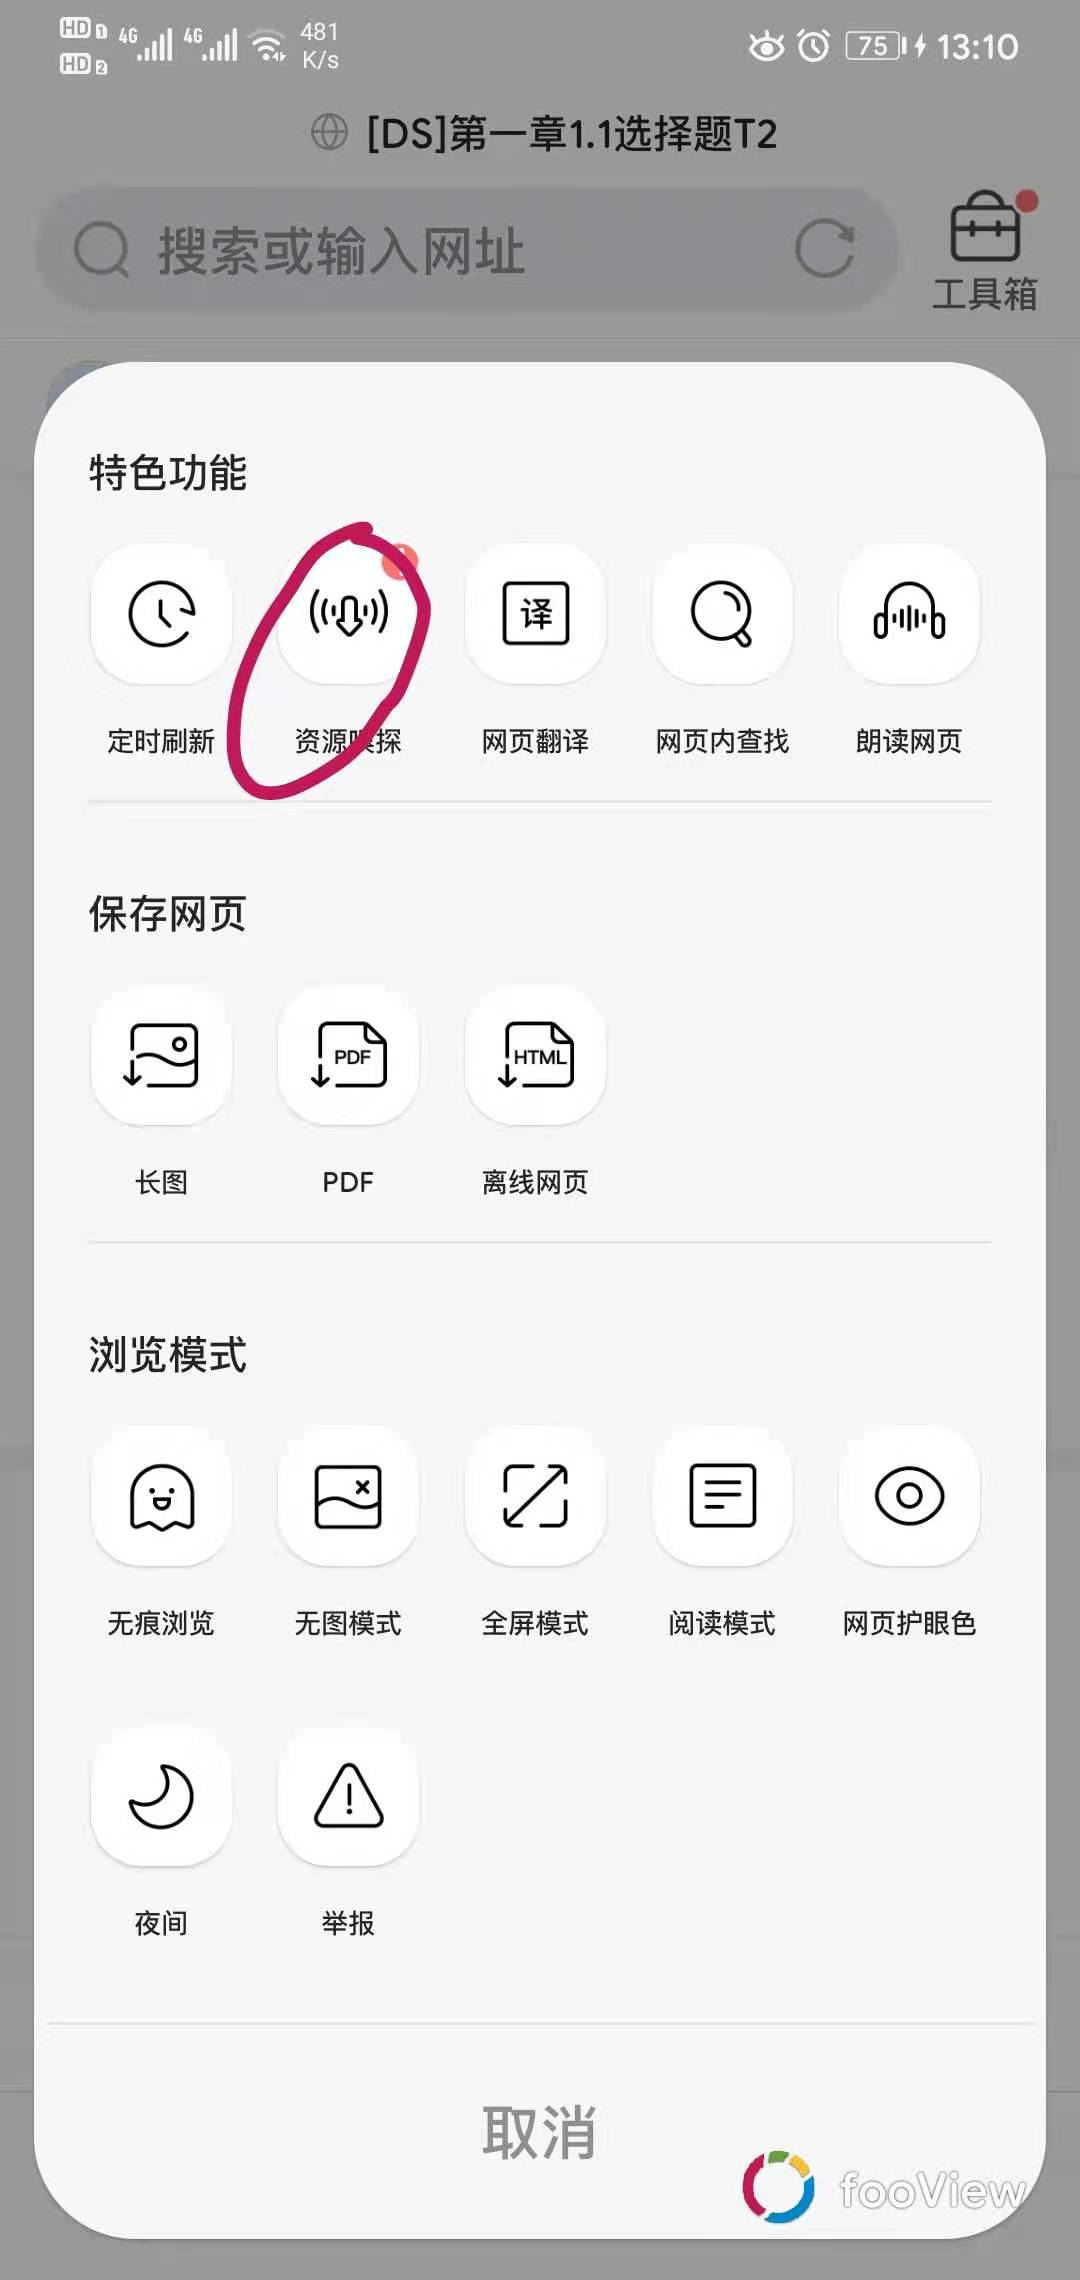 HD 1 4G 4G 481 75 13:10
HD 2 K/s
[DS]第一章1.1选择题T2
搜索或输入网址
工具箱
特色功能
译
定时刷新 资源嗅探 网页翻译 网页内查找 朗读网页
保存网页
PDF HTML
长图 PDF 离线网页
浏览模式
无痕浏览 无图模式 全屏模式 阅读模式 网页护眼色
夜间 举报
取消
fooView